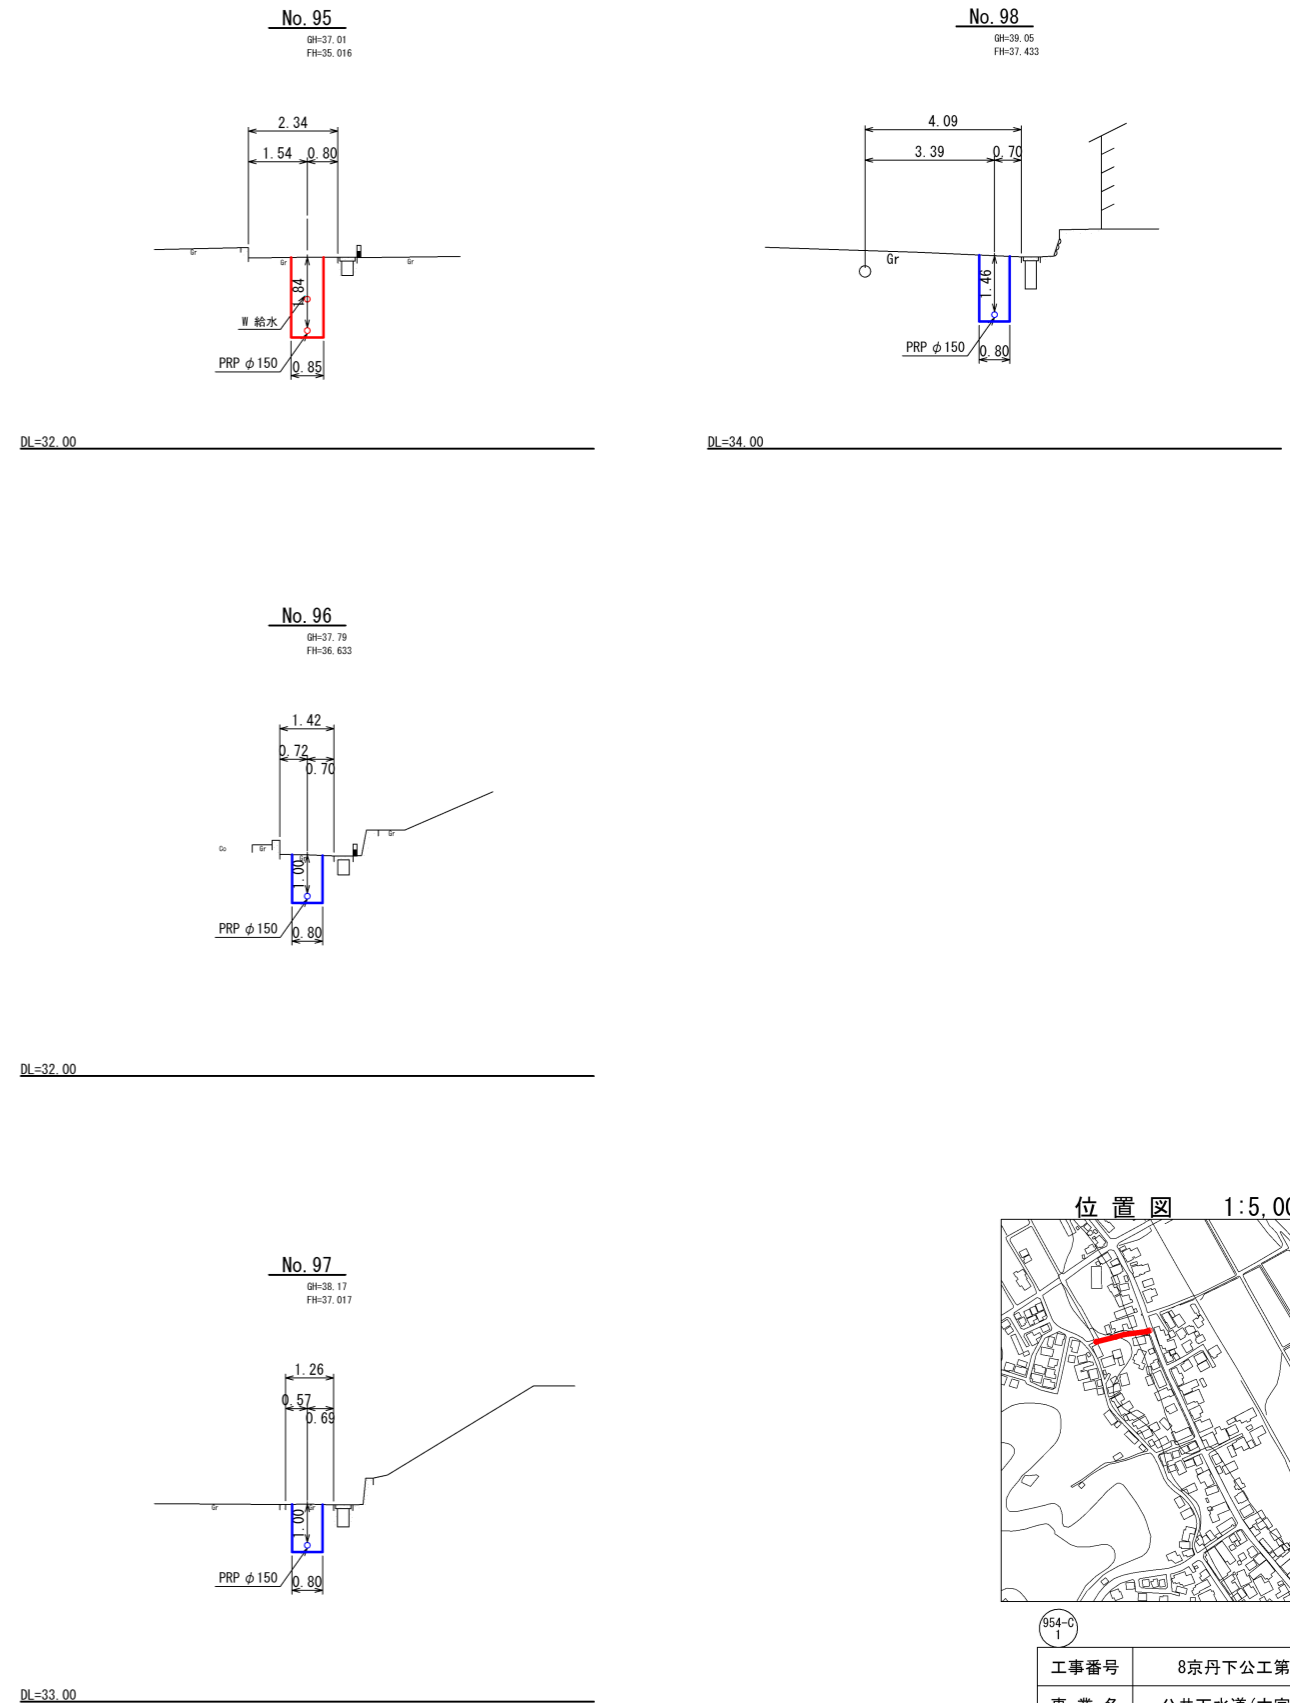 No. 95
GH=37. 01
FH=35. 016
2. 34
1. 54
0. 80
Gr
Gr
Gr
W 給水
PRP φ150
0. 85
DL=32. 00
No. 98
GH=39. 05
FH=37. 433
4. 09
3. 39
0. 70
Gr
1. 46
PRP φ150
0. 80
DL=34. 00
No. 96
GH=37. 79
FH=36. 633
1. 42
0. 72
0. 70
Gr
Co
Gr
1. 00
PRP φ150
0. 80
DL=32. 00
No. 97
GH=38. 17
FH=37. 017
1. 26
0. 57
0. 69
Gr
Gr
1. 00
PRP φ150
0. 80
DL=33. 00
位 置 図 1:5, 00
954-C
1
工事番号 8京丹下公工第